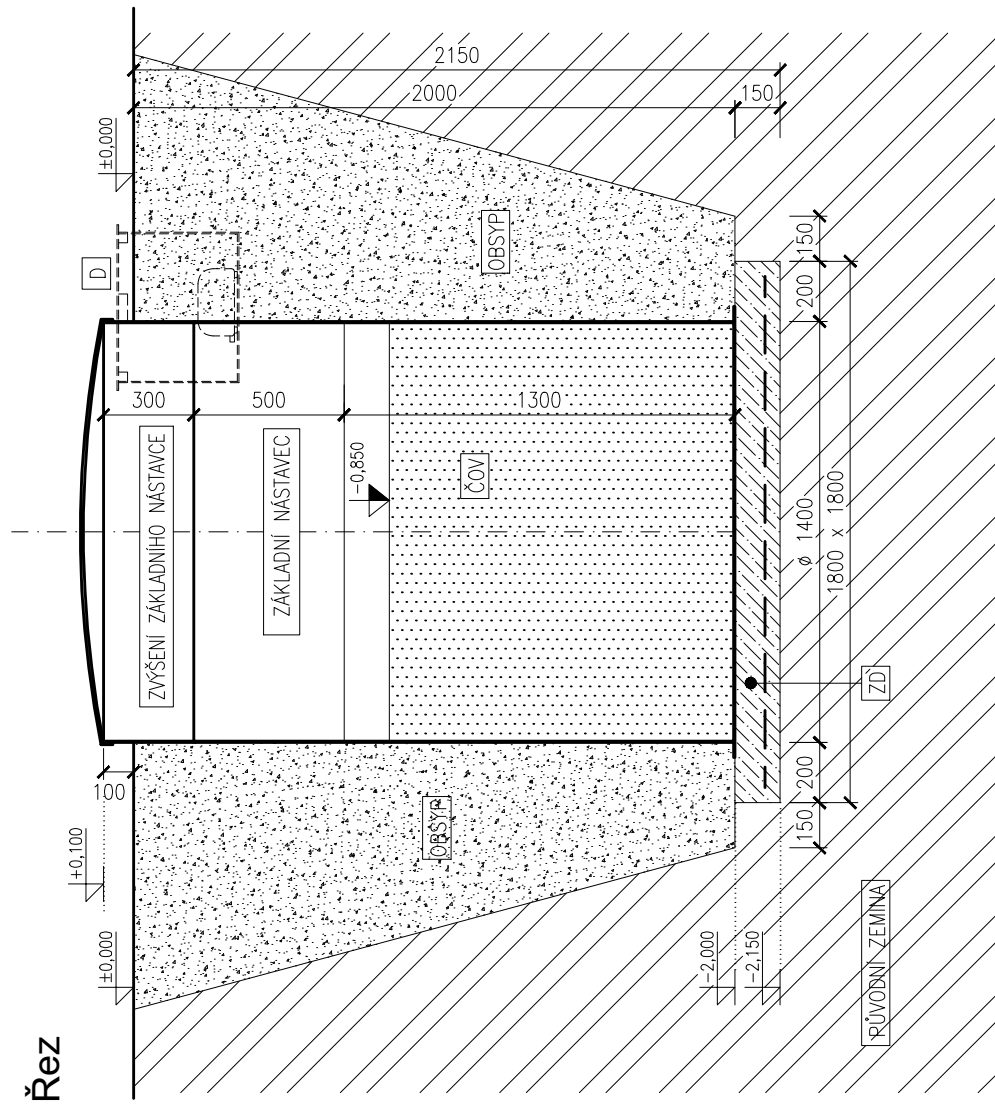 Řez
2150
2000
150
±0,000
D
OBSYP
300
500
1300
ZVÝŠENÍ ZÁKLADNÍHO NÁSTAVCE
ZÁKLADNÍ NÁSTAVEC
-0,850
ČOV
150
200
ø 1400
1800 x 1800
ZD
100
+0,100
±0,000
OBSYP
200
150
-2,000
-2,150
PŮVODNÍ ZEMINA